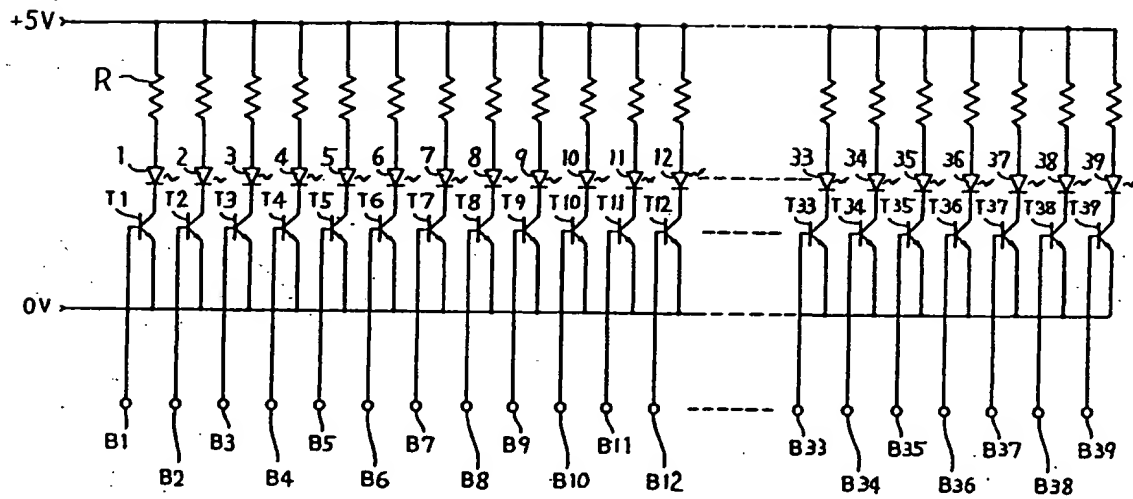 +5V
R
1 2 3 4 5 6 7 8 9 10 11 12 33 34 35 36 37 38 39
T1 T2 T3 T4 T5 T6 T7 T8 T9 T10 T11 T12 T33 T34 T35 T36 T37 T38 T39
0V
B1 B3 B5 B7 B9 B11 B33 B35 B37 B39
B2 B4 B6 B8 B10 B12 B34 B36 B38